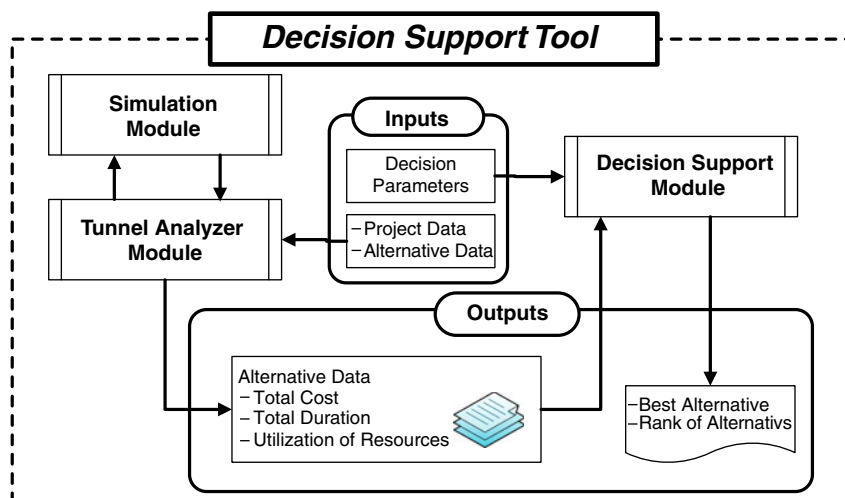 Decision Support Tool
Simulation
Module
Inputs
Decision
Parameters
Decision Support
Module
Tunnel Analyzer
Module
– Project Data
– Alternative Data
Outputs
Alternative Data
– Total Cost
– Total Duration
– Utilization of Resources
– Best Alternative
– Rank of Alternativs